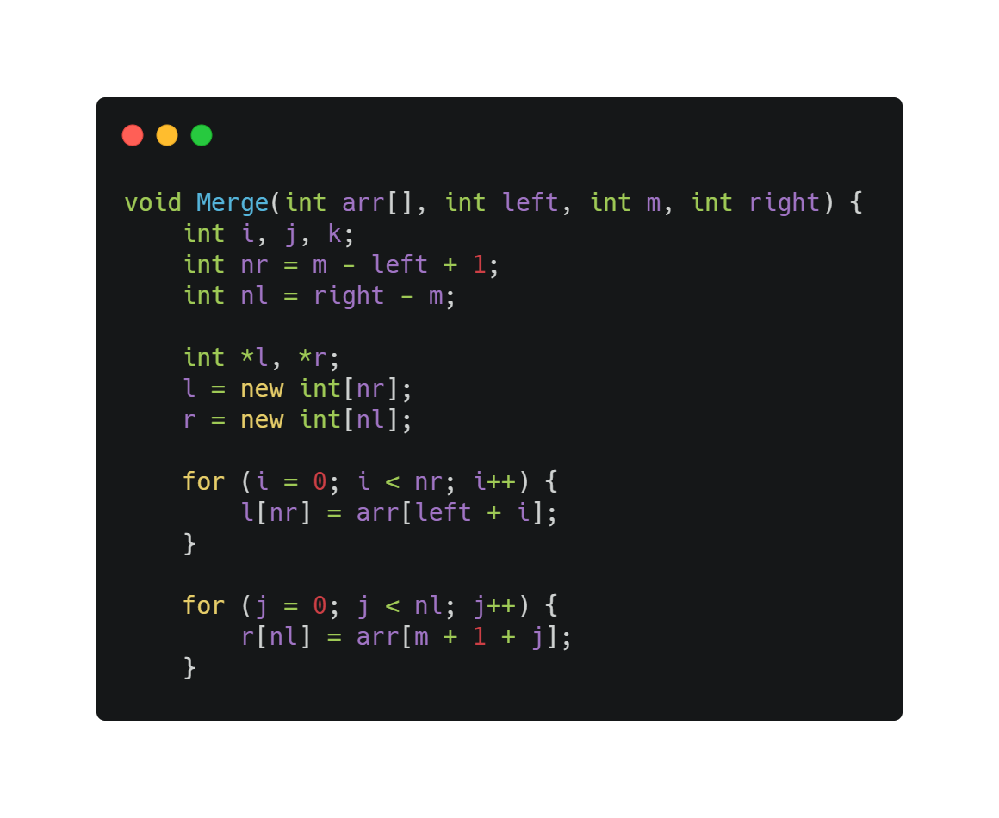 void Merge(int arr[], int left, int m, int right) {
    int i, j, k;
    int nr = m - left + 1;
    int nl = right - m;

    int *l, *r;
    l = new int[nr];
    r = new int[nl];

    for (i = 0; i < nr; i++) {
        l[nr] = arr[left + i];
    }

    for (j = 0; j < nl; j++) {
        r[nl] = arr[m + 1 + j];
    }